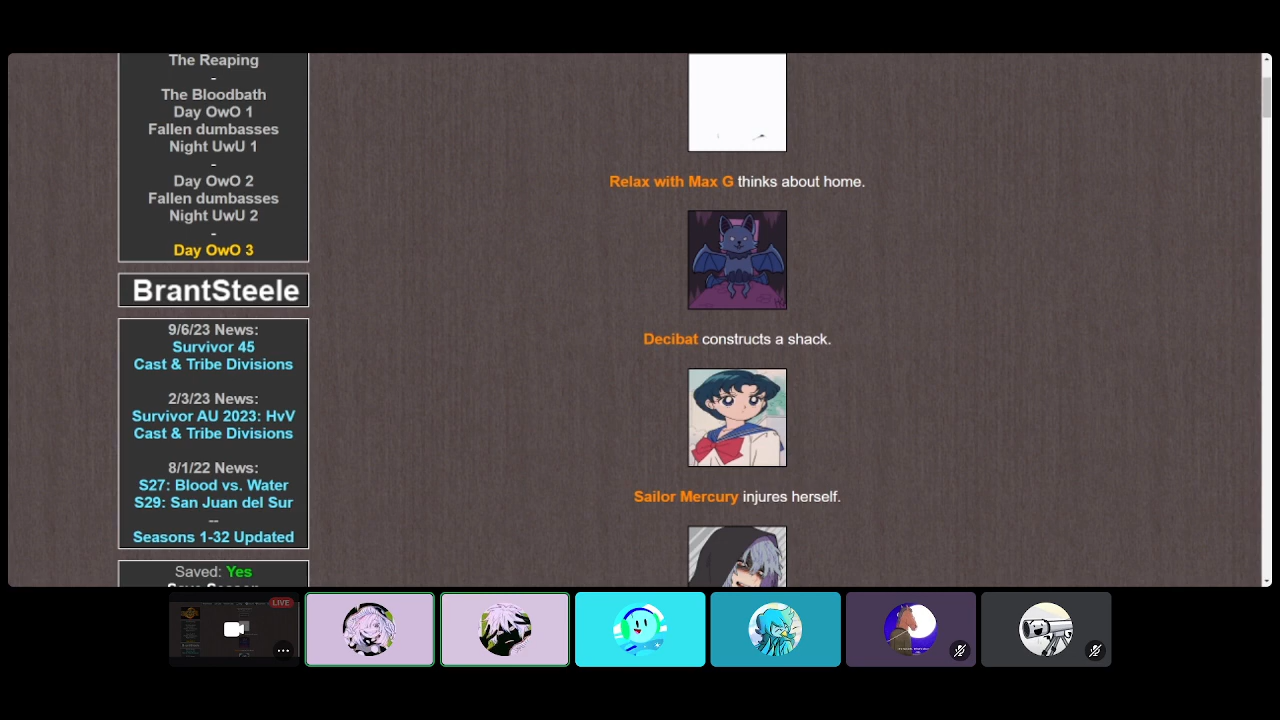 The Reaping
-
The Bloodbath
Day OwO 1
Fallen dumbasses
Night UwU 1
-
Day OwO 2
Fallen dumbasses
Night UwU 2
-
Day OwO 3
BrantSteele
9/6/23 News:
Survivor 45
Cast & Tribe Divisions
2/3/23 News:
Survivor AU 2023: HvV
Cast & Tribe Divisions
8/1/22 News:
S27: Blood vs. Water
S29: San Juan del Sur
--
Seasons 1-32 Updated
Saved: Yes
Relax with Max G thinks about home.
Decibat constructs a shack.
Sailor Mercury injures herself.
LIVE